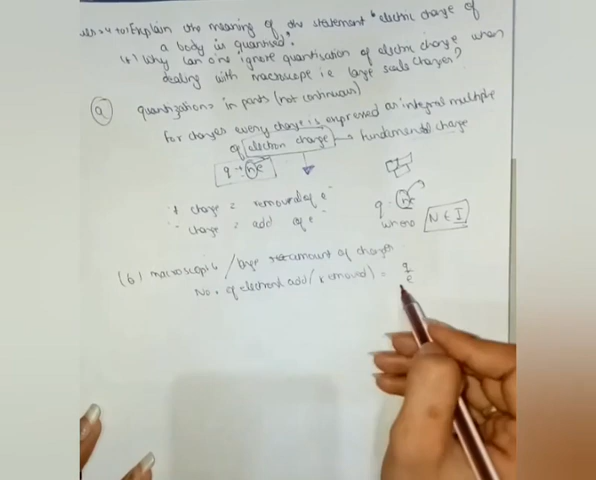 Explain the meaning of the statement "electric charge of
a body is quantised".
Why can one ignore quantisation of electric charge when
dealing with macroscopic i.e large scale charges?
a quantizations in parts (not continuous)
for charges every charge is expressed as integral multiple
of electron charge → fundamental charge
q → ne
+ charge = removal of e⁻
- charge = add of e⁻
q = ne
where N ∈ I
(b) macroscopic / large amount of charges
No. of electrons add / removed = q/e